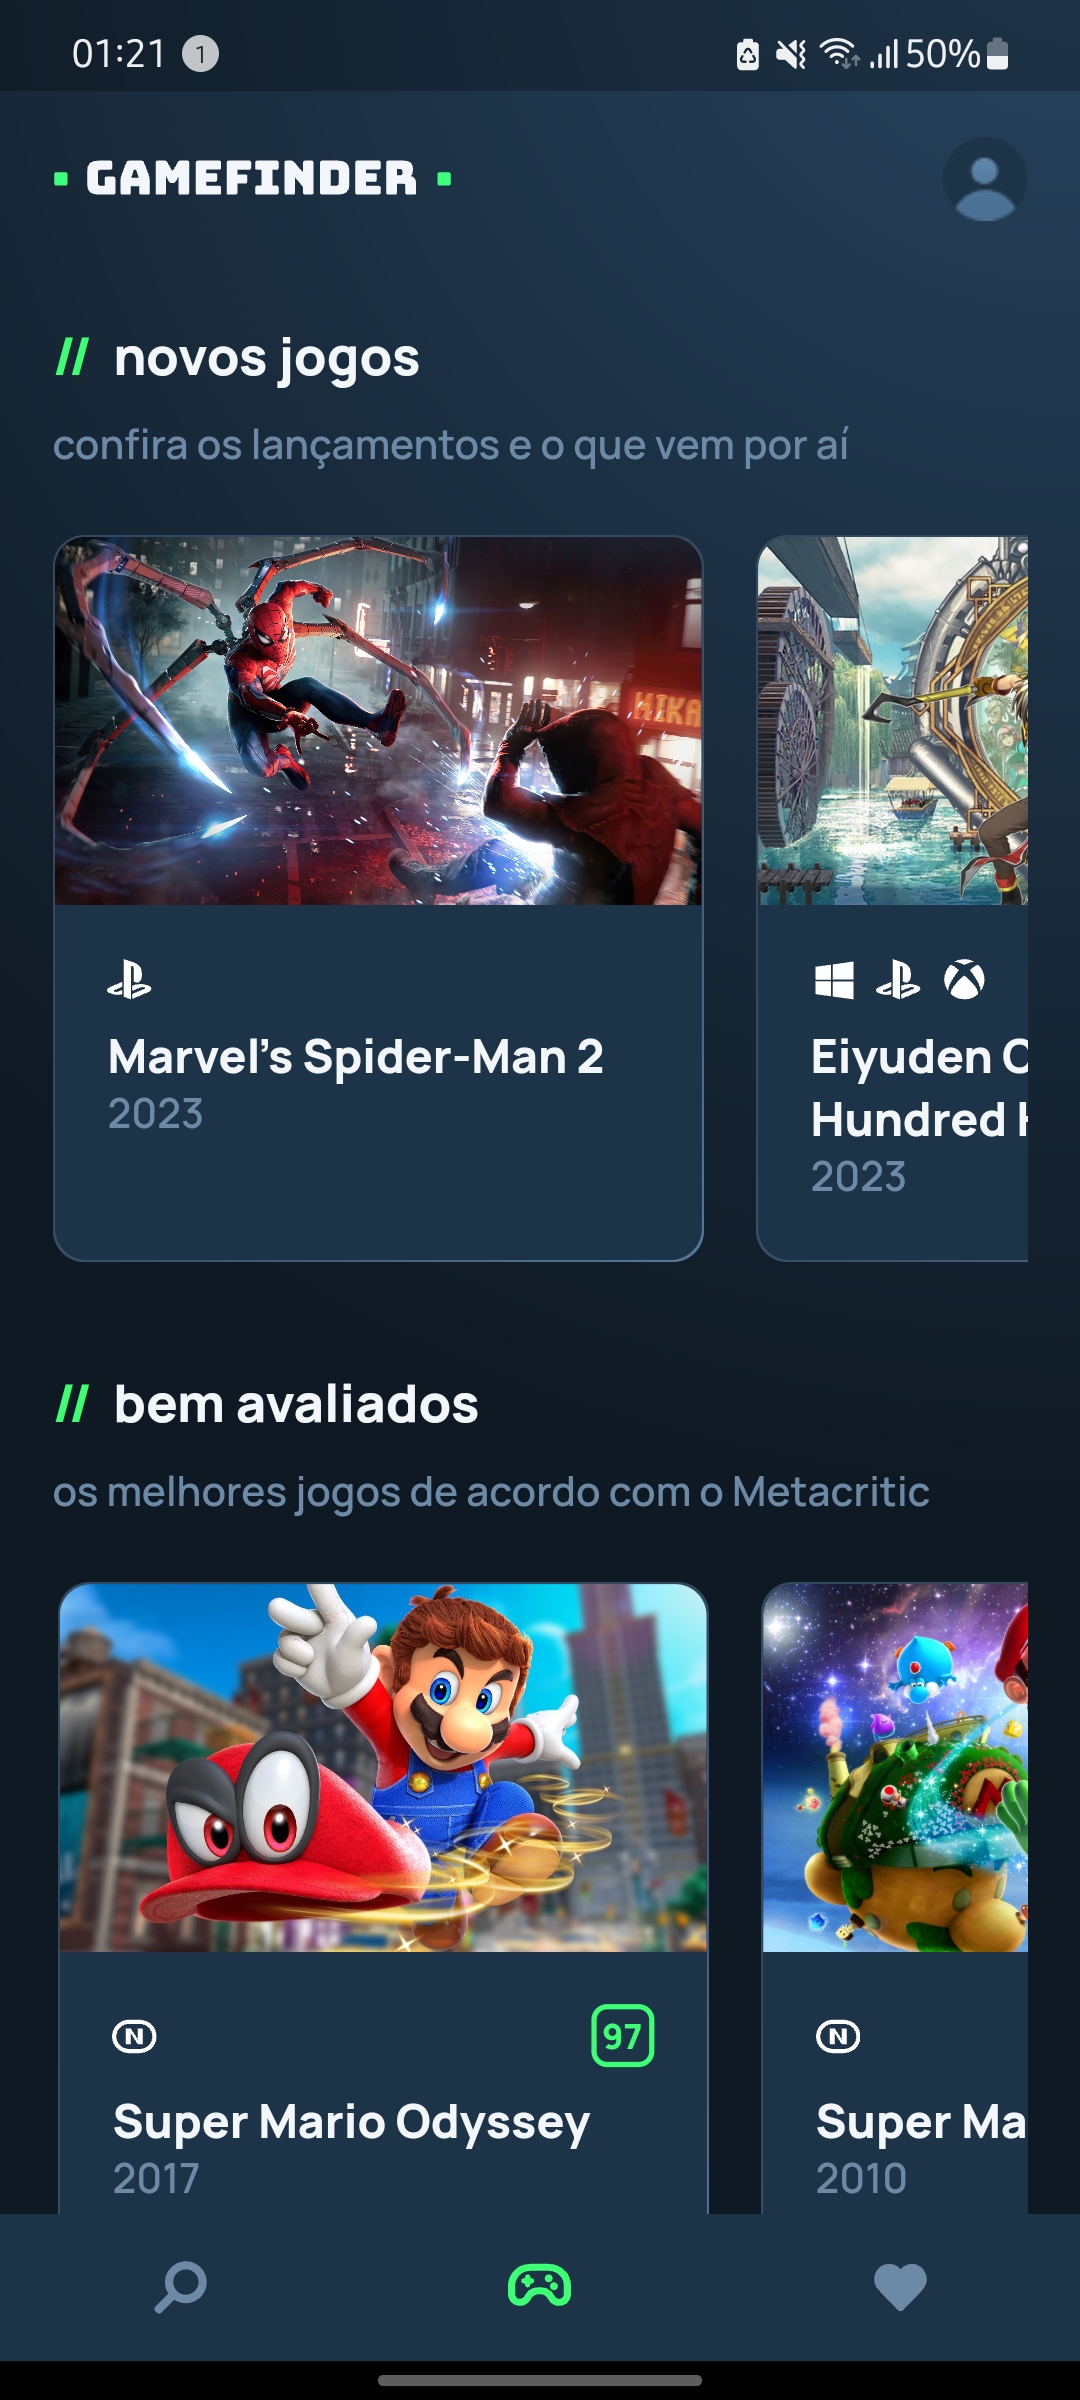 01:21 1 50%
GAMEFINDER
// novos jogos
confira os lançamentos e o que vem por aí
HIKA
Marvel's Spider-Man 2
2023
Eiyuden C
Hundred H
2023
// bem avaliados
os melhores jogos de acordo com o Metacritic
N 97
Super Mario Odyssey
2017
N
Super Ma
2010